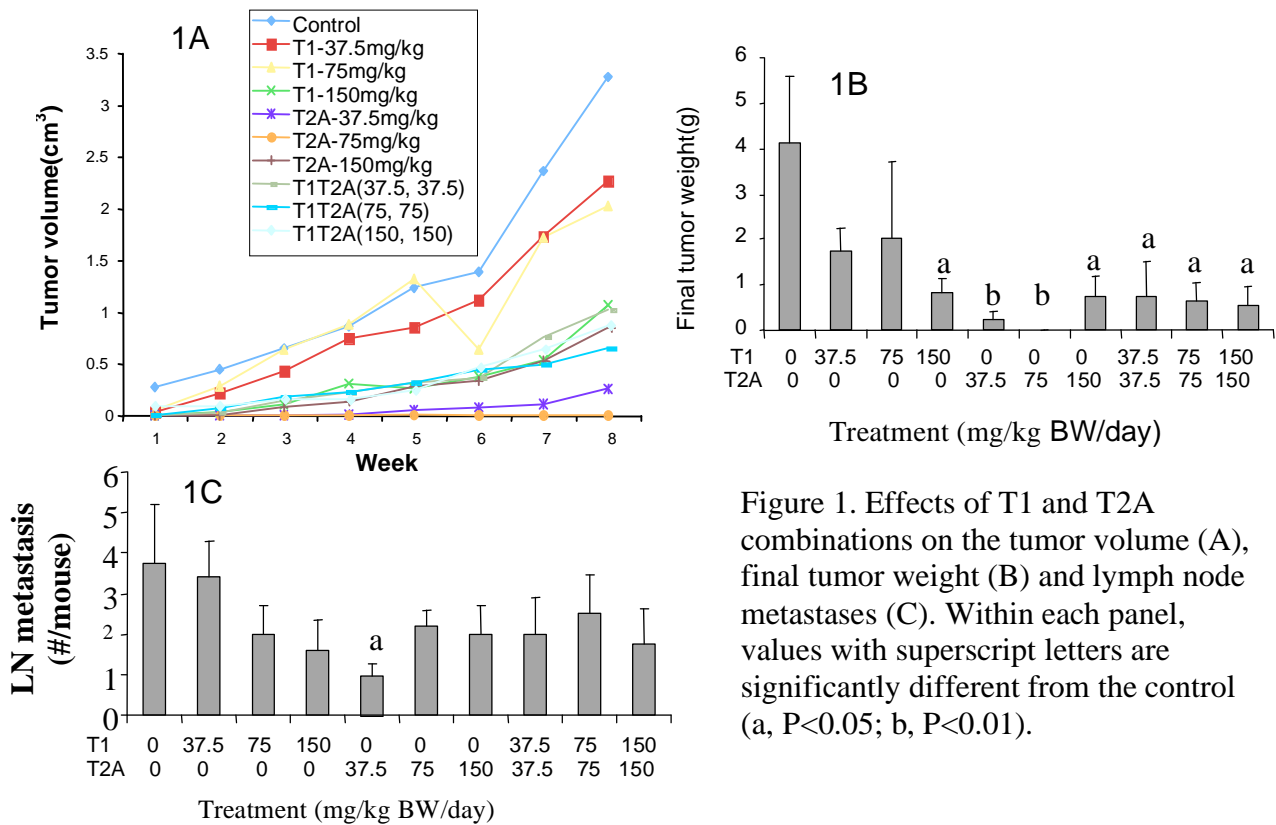 1A
Control
T1-37.5mg/kg
T1-75mg/kg
T1-150mg/kg
T2A-37.5mg/kg
T2A-75mg/kg
T2A-150mg/kg
T1T2A(37.5, 37.5)
T1T2A(75, 75)
T1T2A(150, 150)
Tumor volume(cm³)
3.5
3
2.5
2
1.5
1
0.5
0
1 2 3 4 5 6 7 8
Week
1B
Final tumor weight(g)
6
5
4
3
2
1
0
a b b a a a a
T1 0 37.5 75 150 0 0 0 37.5 75 150
T2A 0 0 0 0 37.5 75 150 37.5 75 150
Treatment (mg/kg BW/day)
1C
LN metastasis
(#/mouse)
6
5
4
3
2
1
0
a
T1 0 37.5 75 150 0 0 0 37.5 75 150
T2A 0 0 0 0 37.5 75 150 37.5 75 150
Treatment (mg/kg BW/day)
Figure 1. Effects of T1 and T2A
combinations on the tumor volume (A),
final tumor weight (B) and lymph node
metastases (C). Within each panel,
values with superscript letters are
significantly different from the control
(a, P<0.05; b, P<0.01).